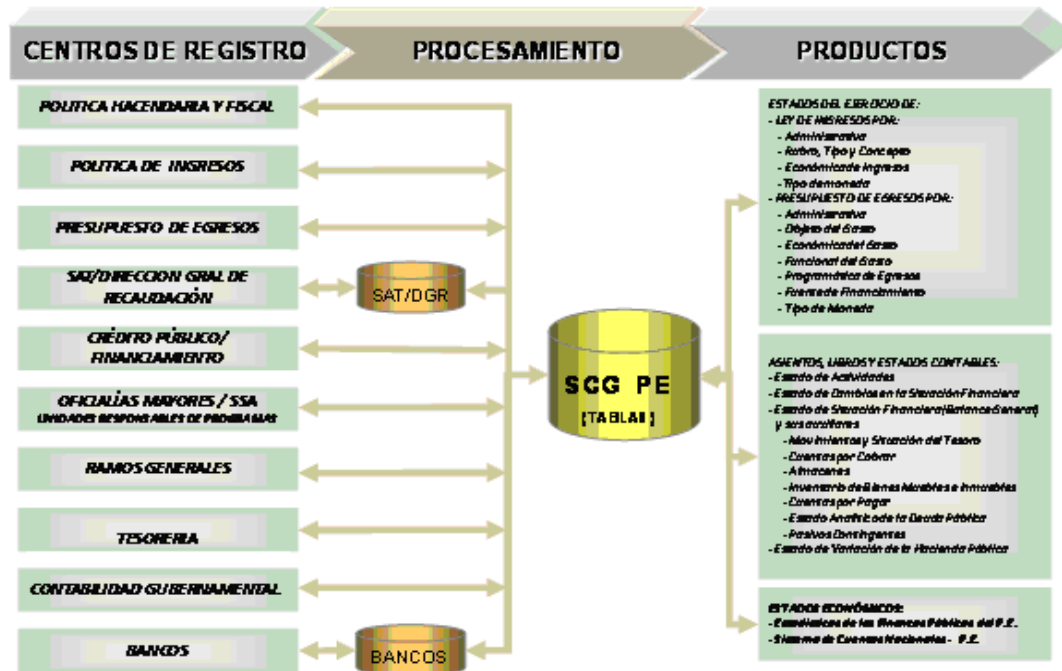 CENTROS DE REGISTRO
PROCESAMIENTO
PRODUCTOS
POLITICA HACENDARIA Y FISCAL
POLITICA DE INGRESOS
PRESUPUESTO DE EGRESOS
SAT/DIRECCION GRAL DE
RECAUDACIÓN
CRÉDITO PÚBLICO/
FINANCIAMIENTO
OFICIALÍAS MAYORES / SSA
UNIDADES RESPONSABLES DE PROGRAMAS
RAMOS GENERALES
TESORERIA
CONTABILIDAD GUBERNAMENTAL
BANCOS
SAT/DGR
BANCOS
SCG PE
(TABLAS)
ESTADOS DEL EJERCICIO DE:
- LEY DE INGRESOS POR:
- Administrativa
- Rubro, Tipo y Concepto
- Económica de Ingresos
- Tipo de moneda
- PRESUPUESTO DE EGRESOS POR:
- Administrativa
- Objeto del Gasto
- Económica del Gasto
- Funcional del Gasto
- Programática de Egresos
- Fuente de Financiamiento
- Tipo de Moneda
ASIENTOS, LIBROS Y ESTADOS CONTABLES:
- Estado de Actividades
- Estado de Cambios en la Situación Financiera
- Estado de Situación Financiera (Balance General)
y sus auxiliares
- Movimientos y Situación del Tesoro
- Cuentas por Cobrar
- Almacenes
- Inventario de Bienes Muebles e Inmuebles
- Cuentas por Pagar
- Estado Analítico de la Deuda Pública
- Pasivos Contingentes
- Estado de Variación de la Hacienda Pública
ESTADOS ECONÓMICOS:
- Estadísticas de las Finanzas Públicas del P.E.
- Sistema de Cuentas Nacionales - P.E.